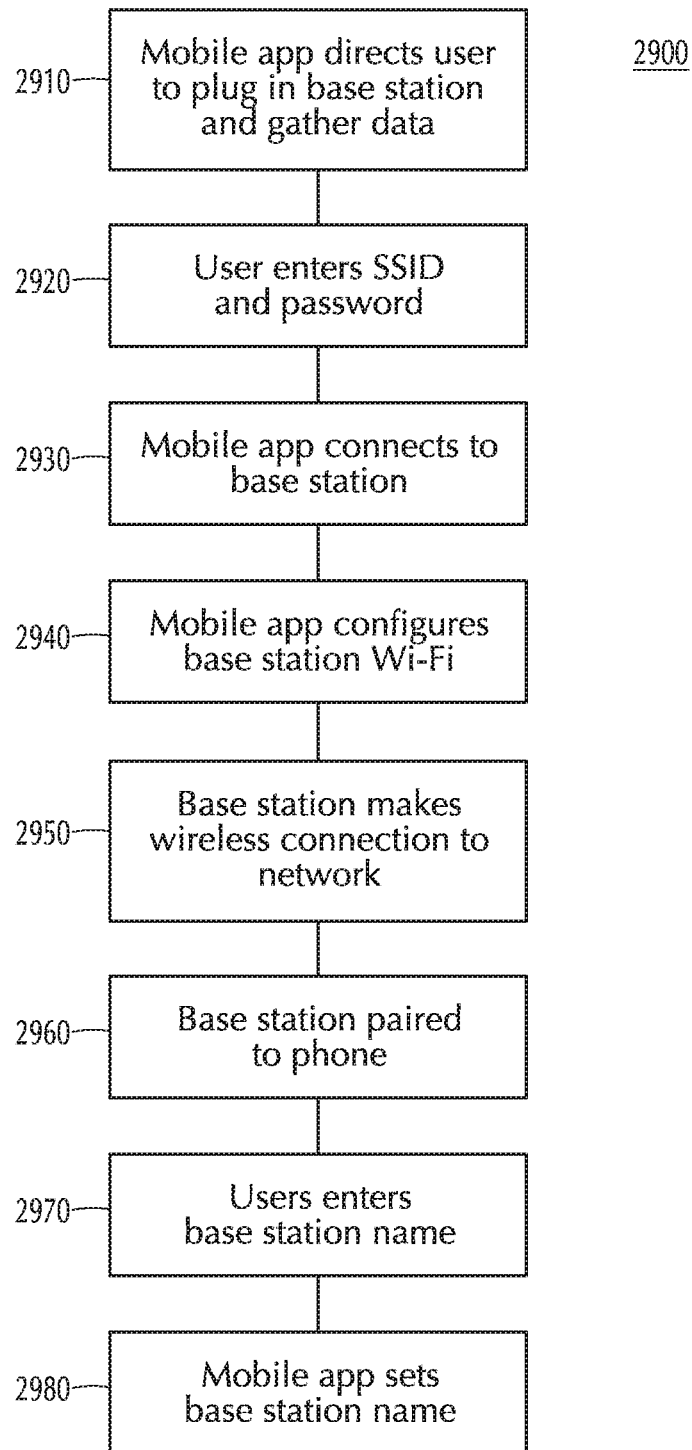 2900
2910
Mobile app directs user
to plug in base station
and gather data
2920
User enters SSID
and password
2930
Mobile app connects to
base station
2940
Mobile app configures
base station Wi-Fi
2950
Base station makes
wireless connection to
network
2960
Base station paired
to phone
2970
Users enters
base station name
2980
Mobile app sets
base station name